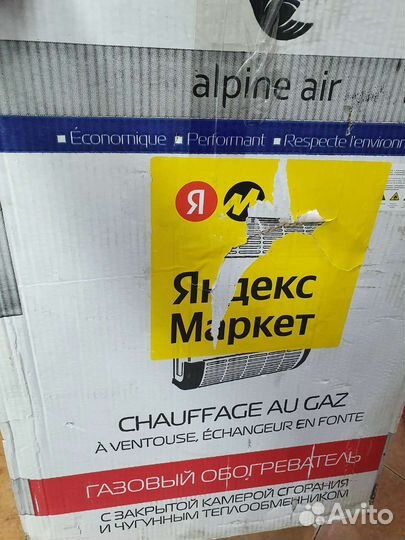 alpine air
▪ Économique ▪ Performant ▪ Respecte l'environn
Я М
Яндекс
Маркет
CHAUFFAGE AU GAZ
À VENTOUSE, ÉCHANGEUR EN FONTE
ГАЗОВЫЙ ОБОГРЕВАТЕЛЬ
С ЗАКРЫТОЙ КАМЕРОЙ СГОРАНИЯ
И ЧУГУННЫМ ТЕПЛООБМЕННИКОМ
Avito